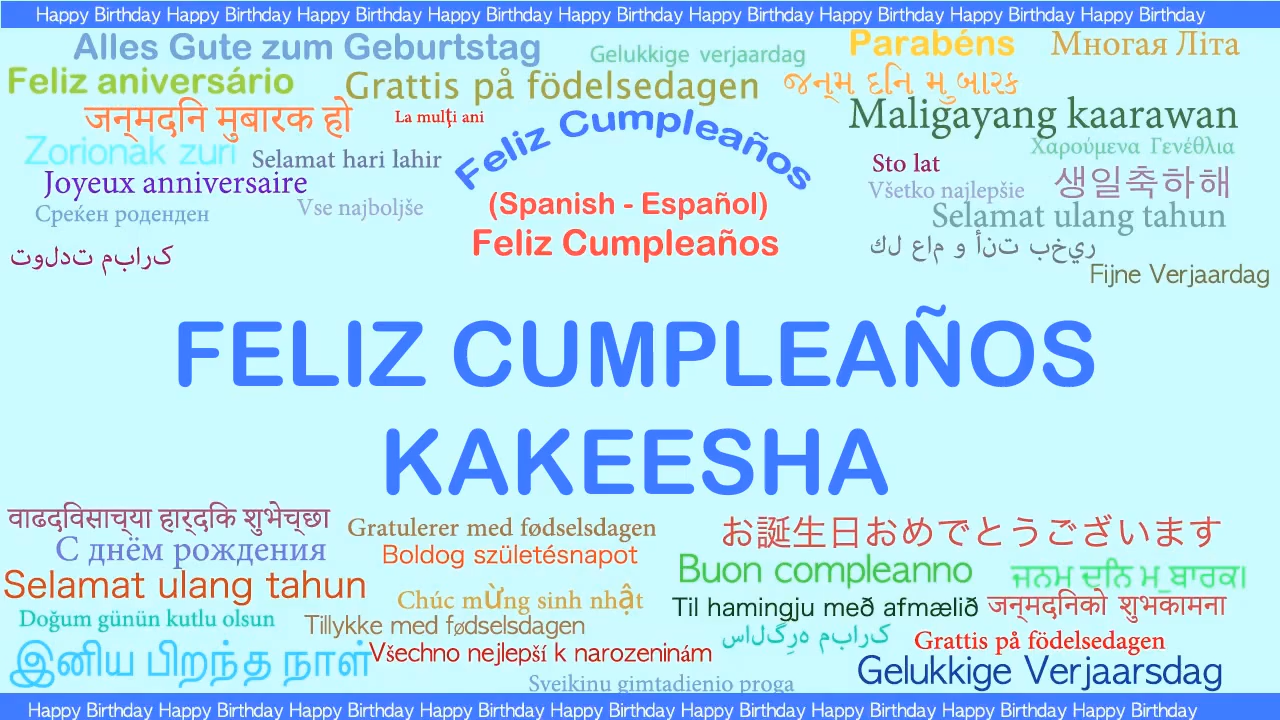 Happy Birthday Happy Birthday Happy Birthday Happy Birthday Happy Birthday Happy Birthday Happy Birthday Happy Birthday Happy Birthday
Alles Gute zum Geburtstag
Gelukkige verjaardag
Parabéns
Многая Літа
Feliz aniversário
Grattis på födelsedagen
જન્મ દિન મુબારક
जन्मदिन मुबारक हो
La mulţi ani
Feliz Cumpleaños
Maligayang kaarawan
Zorionak zuri
Selamat hari lahir
Χαρούμενα Γενέθλια
Sto lat
Joyeux anniversaire
(Spanish - Español)
Všetko najlepšie
생일축하해
Среќен роденден
Vse najboljše
Selamat ulang tahun
Feliz Cumpleaños
تولدت مبارک
كل عام و أنت بخير
Fijne Verjaardag
FELIZ CUMPLEAÑOS
KAKEESHA
वाढदिवसाच्या हार्दिक शुभेच्छा
Gratulerer med fødselsdagen
お誕生日おめでとうございます
С днём рождения
Boldog születésnapot
Buon compleanno
ਜਨਮ ਦਿਨ ਮੁਬਾਰਕ।
Selamat ulang tahun
Chúc mừng sinh nhật
Til hamingju með afmælið
जन्मदिनको शुभकामना
Doğum günün kutlu olsun
Tillykke med fødselsdagen
سالگرہ مبارک
Grattis på födelsedagen
இனிய பிறந்த நாள்
Všechno nejlepší k narozeninám
Gelukkige Verjaarsdag
Sveikinu gimtadienio proga
Happy Birthday Happy Birthday Happy Birthday Happy Birthday Happy Birthday Happy Birthday Happy Birthday Happy Birthday Happy Birthday